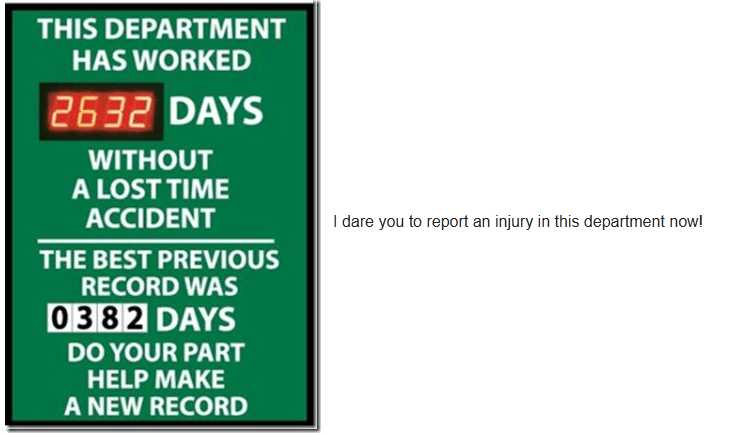 THIS DEPARTMENT
HAS WORKED
2632 DAYS
WITHOUT
A LOST TIME
ACCIDENT
THE BEST PREVIOUS
RECORD WAS
0382 DAYS
DO YOUR PART
HELP MAKE
A NEW RECORD
I dare you to report an injury in this department now!